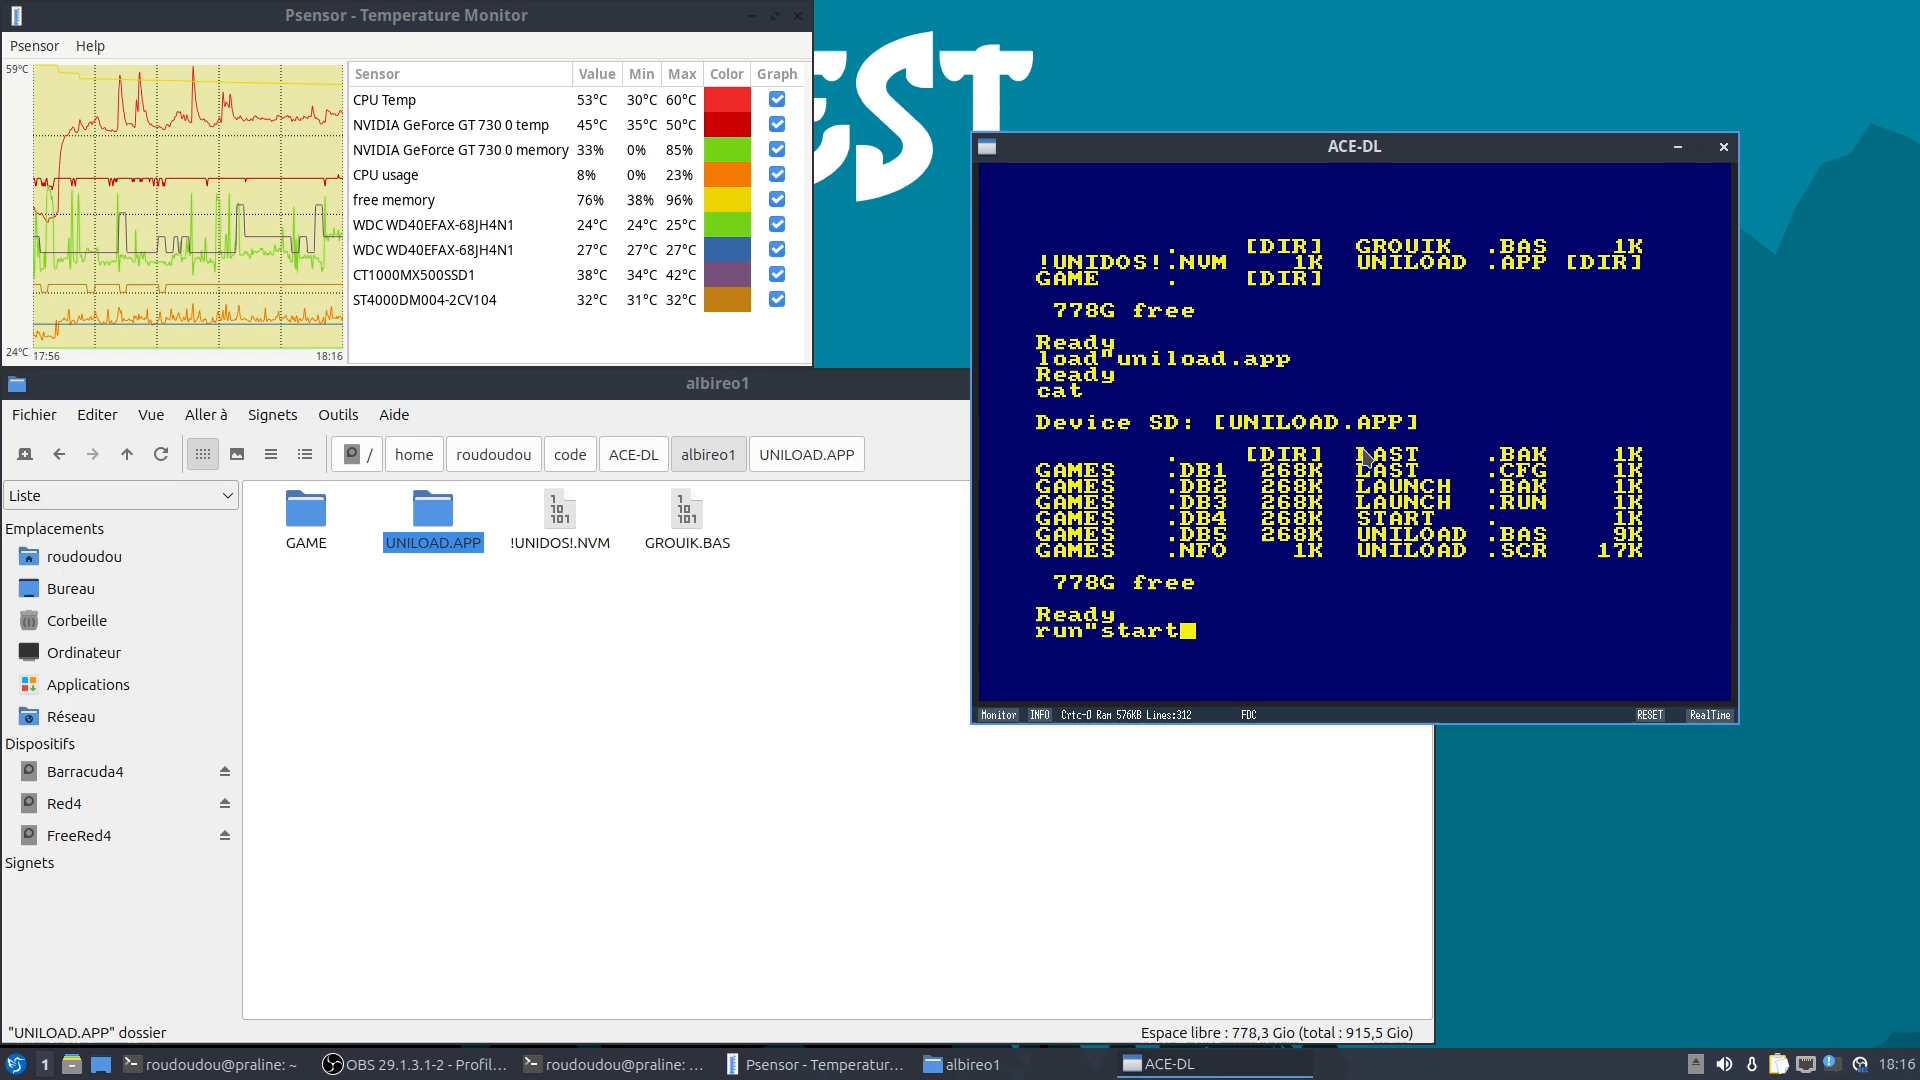 Psensor - Temperature Monitor
Psensor Help
59°C
24°C 17:56 18:16
Sensor Value Min Max Color Graph
CPU Temp 53°C 30°C 60°C
NVIDIA GeForce GT 730 0 temp 45°C 35°C 50°C
NVIDIA GeForce GT 730 0 memory 33% 0% 85%
CPU usage 8% 0% 23%
free memory 76% 38% 96%
WDC WD40EFAX-68JH4N1 24°C 24°C 25°C
WDC WD40EFAX-68JH4N1 27°C 27°C 27°C
CT1000MX500SSD1 38°C 34°C 42°C
ST4000DM004-2CV104 32°C 31°C 32°C
EST
albireo1
Fichier Editer Vue Aller à Signets Outils Aide
/ home roudoudou code ACE-DL albireo1 UNILOAD.APP
Liste
Emplacements
roudoudou
Bureau
Corbeille
Ordinateur
Applications
Réseau
Dispositifs
Barracuda4
Red4
FreeRed4
Signets
GAME UNILOAD.APP !UNIDOS!.NVM GROUIK.BAS
"UNILOAD.APP" dossier
Espace libre : 778,3 Gio (total : 915,5 Gio)
ACE-DL
. [DIR] GROUIK .BAS 1K
!UNIDOS!.NVM 1K UNILOAD .APP [DIR]
GAME . [DIR]
778G free
Ready
load"uniload.app
Ready
cat
Device SD: [UNILOAD.APP]
. [DIR] LAST .BAK 1K
GAMES .DB1 268K LAST .CFG 1K
GAMES .DB2 268K LAUNCH .BAK 1K
GAMES .DB3 268K LAUNCH .RUN 1K
GAMES .DB4 268K START . 1K
GAMES .DB5 268K UNILOAD .BAS 9K
GAMES .NFO 1K UNILOAD .SCR 17K
778G free
Ready
run"start
Monitor INFO Crtc-0 Ram 576KB Lines:312 FDC RESET RealTime
1 roudoudou@praline: ~ OBS 29.1.3.1-2 - Profil... roudoudou@praline: ... Psensor - Temperatur... albireo1 ACE-DL 18:16